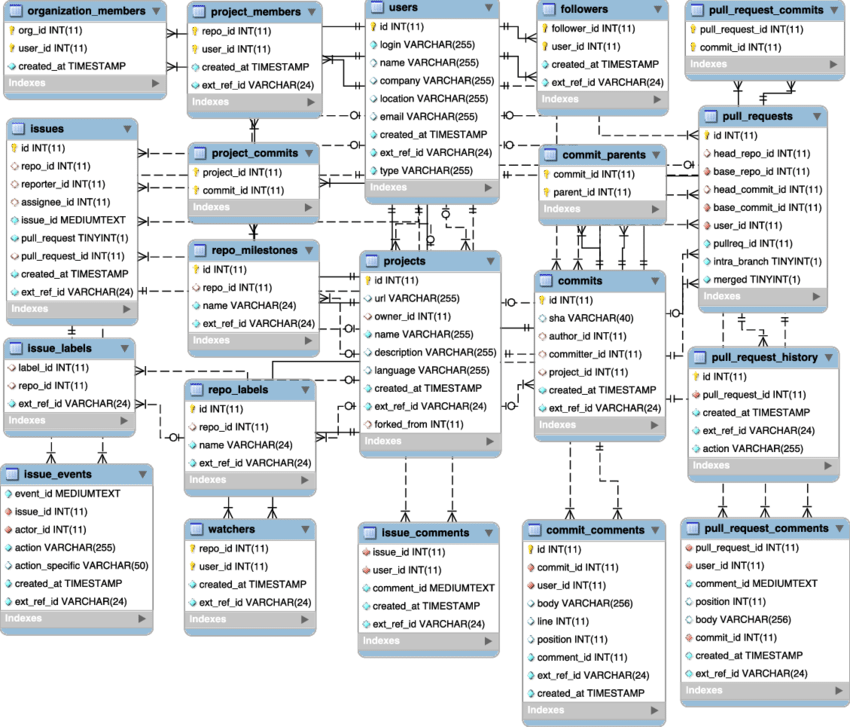 organization_members
org_id INT(11)
user_id INT(11)
created_at TIMESTAMP
Indexes
project_members
repo_id INT(11)
user_id INT(11)
created_at TIMESTAMP
ext_ref_id VARCHAR(24)
Indexes
users
id INT(11)
login VARCHAR(255)
name VARCHAR(255)
company VARCHAR(255)
location VARCHAR(255)
email VARCHAR(255)
created_at TIMESTAMP
ext_ref_id VARCHAR(24)
type VARCHAR(255)
Indexes
followers
follower_id INT(11)
user_id INT(11)
created_at TIMESTAMP
ext_ref_id VARCHAR(24)
Indexes
pull_request_commits
pull_request_id INT(11)
commit_id INT(11)
Indexes
issues
id INT(11)
repo_id INT(11)
reporter_id INT(11)
assignee_id INT(11)
issue_id MEDIUMTEXT
pull_request TINYINT(1)
pull_request_id INT(11)
created_at TIMESTAMP
ext_ref_id VARCHAR(24)
Indexes
project_commits
project_id INT(11)
commit_id INT(11)
Indexes
commit_parents
commit_id INT(11)
parent_id INT(11)
Indexes
pull_requests
id INT(11)
head_repo_id INT(11)
base_repo_id INT(11)
head_commit_id INT(11)
base_commit_id INT(11)
user_id INT(11)
pullreq_id INT(11)
intra_branch TINYINT(1)
merged TINYINT(1)
Indexes
repo_milestones
id INT(11)
repo_id INT(11)
name VARCHAR(24)
ext_ref_id VARCHAR(24)
Indexes
projects
id INT(11)
url VARCHAR(255)
owner_id INT(11)
name VARCHAR(255)
description VARCHAR(255)
language VARCHAR(255)
created_at TIMESTAMP
ext_ref_id VARCHAR(24)
forked_from INT(11)
Indexes
commits
id INT(11)
sha VARCHAR(40)
author_id INT(11)
committer_id INT(11)
project_id INT(11)
created_at TIMESTAMP
ext_ref_id VARCHAR(24)
Indexes
issue_labels
label_id INT(11)
repo_id INT(11)
ext_ref_id VARCHAR(24)
Indexes
repo_labels
id INT(11)
repo_id INT(11)
name VARCHAR(24)
ext_ref_id VARCHAR(24)
Indexes
pull_request_history
id INT(11)
pull_request_id INT(11)
created_at TIMESTAMP
ext_ref_id VARCHAR(24)
action VARCHAR(255)
Indexes
issue_events
event_id MEDIUMTEXT
issue_id INT(11)
actor_id INT(11)
action VARCHAR(255)
action_specific VARCHAR(50)
created_at TIMESTAMP
ext_ref_id VARCHAR(24)
Indexes
watchers
repo_id INT(11)
user_id INT(11)
created_at TIMESTAMP
ext_ref_id VARCHAR(24)
Indexes
issue_comments
issue_id INT(11)
user_id INT(11)
comment_id MEDIUMTEXT
created_at TIMESTAMP
ext_ref_id VARCHAR(24)
Indexes
commit_comments
id INT(11)
commit_id INT(11)
user_id INT(11)
body VARCHAR(256)
line INT(11)
position INT(11)
comment_id INT(11)
ext_ref_id VARCHAR(24)
created_at TIMESTAMP
Indexes
pull_request_comments
pull_request_id INT(11)
user_id INT(11)
comment_id MEDIUMTEXT
position INT(11)
body VARCHAR(256)
commit_id INT(11)
created_at TIMESTAMP
ext_ref_id VARCHAR(24)
Indexes